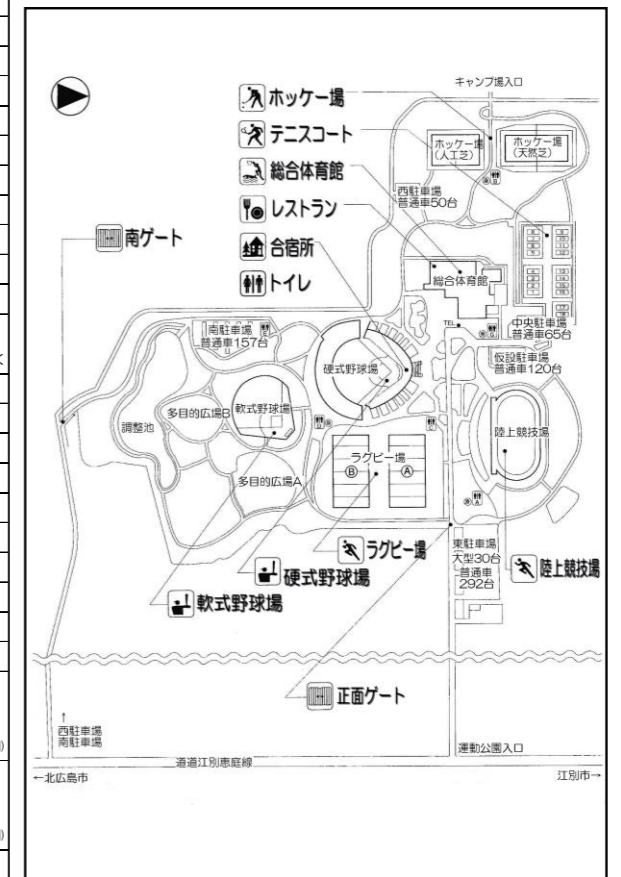 キャンプ場入口
ホッケー場
テニスコート
総合体育館
レストラン
合宿所
トイレ
ホッケー場
(人工芝)
ホッケー場
(天然芝)
西駐車場
普通車50台
南ゲート
総合体育館
TEL
中央駐車場
普通車65台
南駐車場
普通車157台
仮設駐車場
普通車120台
硬式野球場
軟式野球場
多目的広場B
調整池
多目的広場A
ラグビー場
B
A
陸上競技場
東駐車場
大型30台
普通車
292台
ラグビー場
陸上競技場
硬式野球場
軟式野球場
正面ゲート
↑
西駐車場
南駐車場
運動公園入口
道道江別恵庭線
←北広島市
江別市→